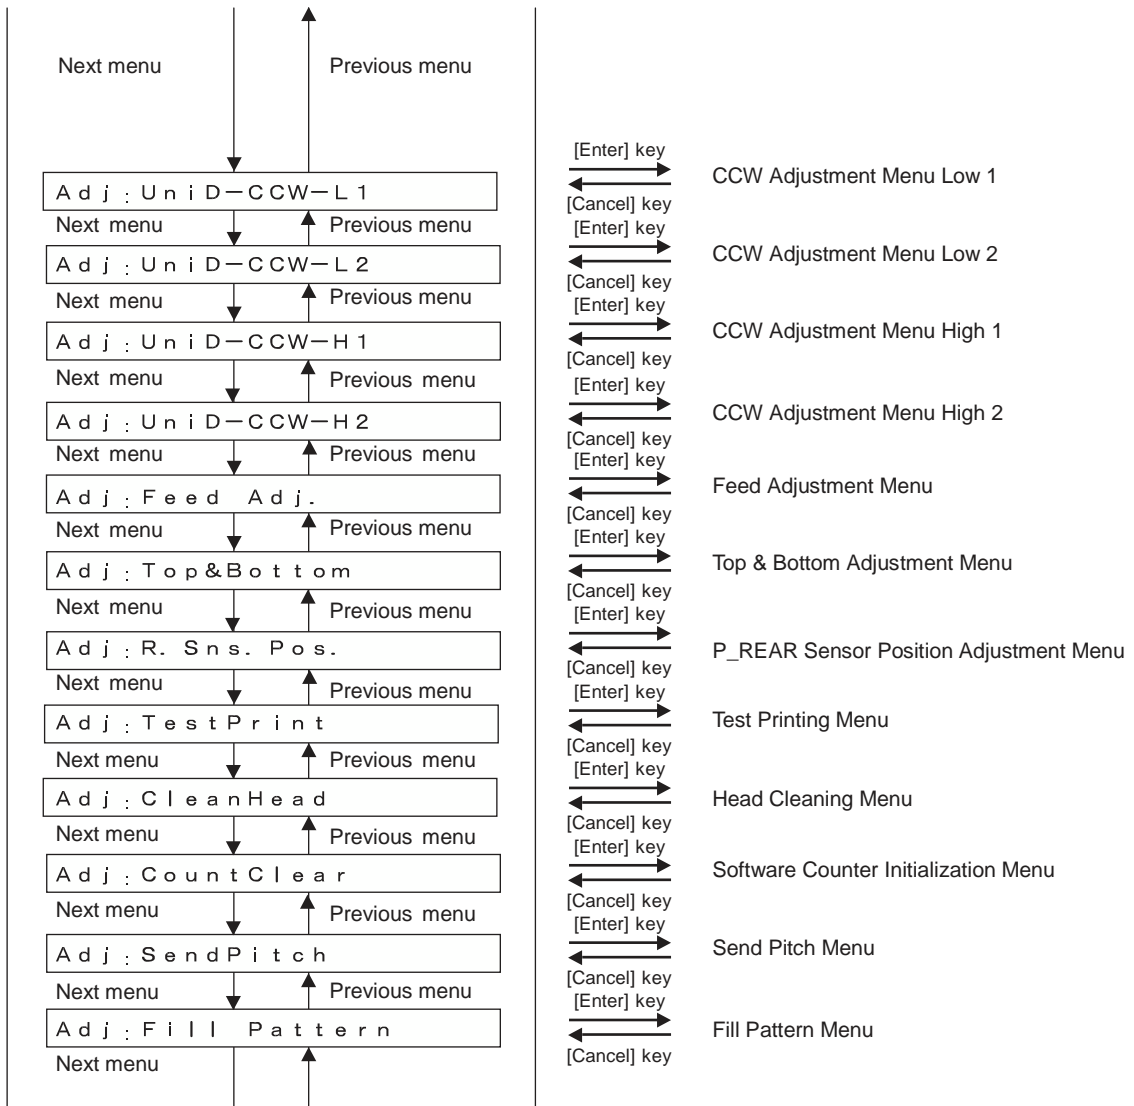 Next menu Previous menu
[Enter] key
Adj:UniD-CCW-L1 CCW Adjustment Menu Low 1
[Cancel] key
Next menu Previous menu [Enter] key
Adj:UniD-CCW-L2 CCW Adjustment Menu Low 2
[Cancel] key
Next menu Previous menu [Enter] key
Adj:UniD-CCW-H1 CCW Adjustment Menu High 1
[Cancel] key
Next menu Previous menu [Enter] key
Adj:UniD-CCW-H2 CCW Adjustment Menu High 2
[Cancel] key
Next menu Previous menu [Enter] key
Adj:Feed Adj. Feed Adjustment Menu
[Cancel] key
Next menu Previous menu [Enter] key
Adj:Top&Bottom Top & Bottom Adjustment Menu
[Cancel] key
Next menu Previous menu [Enter] key
Adj:R. Sns. Pos. P_REAR Sensor Position Adjustment Menu
[Cancel] key
Next menu Previous menu [Enter] key
Adj:TestPrint Test Printing Menu
[Cancel] key
Next menu Previous menu [Enter] key
Adj:CleanHead Head Cleaning Menu
[Cancel] key
Next menu Previous menu [Enter] key
Adj:CountClear Software Counter Initialization Menu
[Cancel] key
Next menu Previous menu [Enter] key
Adj:SendPitch Send Pitch Menu
[Cancel] key
Next menu Previous menu [Enter] key
Adj:Fill Pattern Fill Pattern Menu
[Cancel] key
Next menu